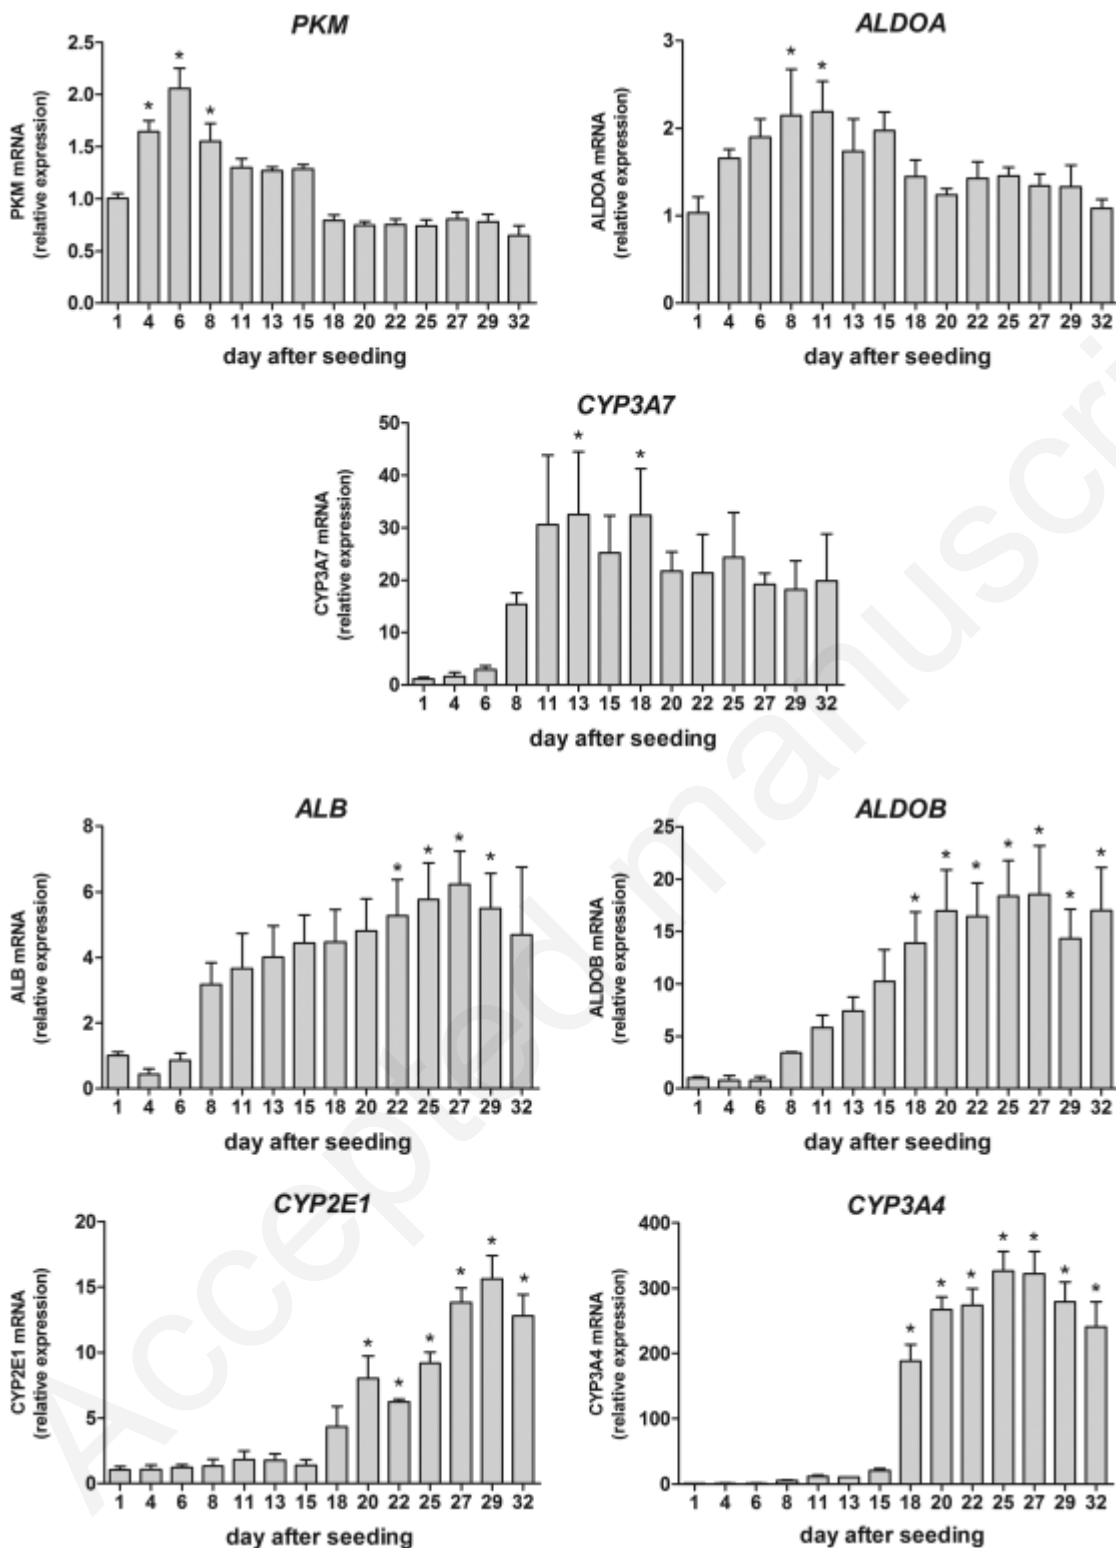 PKM
PKM mRNA
(relative expression)
2.5
2.0
1.5
1.0
0.5
0.0
* * *
1 4 6 8 11 13 15 18 20 22 25 27 29 32
day after seeding
ALDOA
ALDOA mRNA
(relative expression)
3
2
1
0
* *
1 4 6 8 11 13 15 18 20 22 25 27 29 32
day after seeding
CYP3A7
CYP3A7 mRNA
(relative expression)
50
40
30
20
10
0
* *
1 4 6 8 11 13 15 18 20 22 25 27 29 32
day after seeding
ALB
ALB mRNA
(relative expression)
8
6
4
2
0
* * * *
1 4 6 8 11 13 15 18 20 22 25 27 29 32
day after seeding
ALDOB
ALDOB mRNA
(relative expression)
25
20
15
10
5
0
* * * * * * *
1 4 6 8 11 13 15 18 20 22 25 27 29 32
day after seeding
CYP2E1
CYP2E1 mRNA
(relative expression)
20
15
10
5
0
* * * * * *
1 4 6 8 11 13 15 18 20 22 25 27 29 32
day after seeding
CYP3A4
CYP3A4 mRNA
(relative expression)
400
300
200
100
0
* * * * * * *
1 4 6 8 11 13 15 18 20 22 25 27 29 32
day after seeding
Accepted manuscri